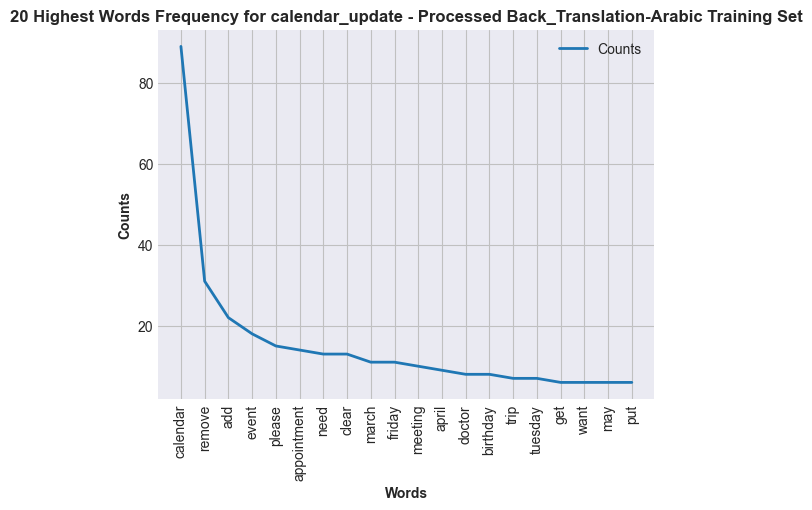 20 Highest Words Frequency for calendar_update - Processed Back_Translation-Arabic Training Set
Counts
80
60
40
20
Counts
calendar
remove
add
event
please
appointment
need
clear
march
friday
meeting
april
doctor
birthday
trip
tuesday
get
want
may
put
Words